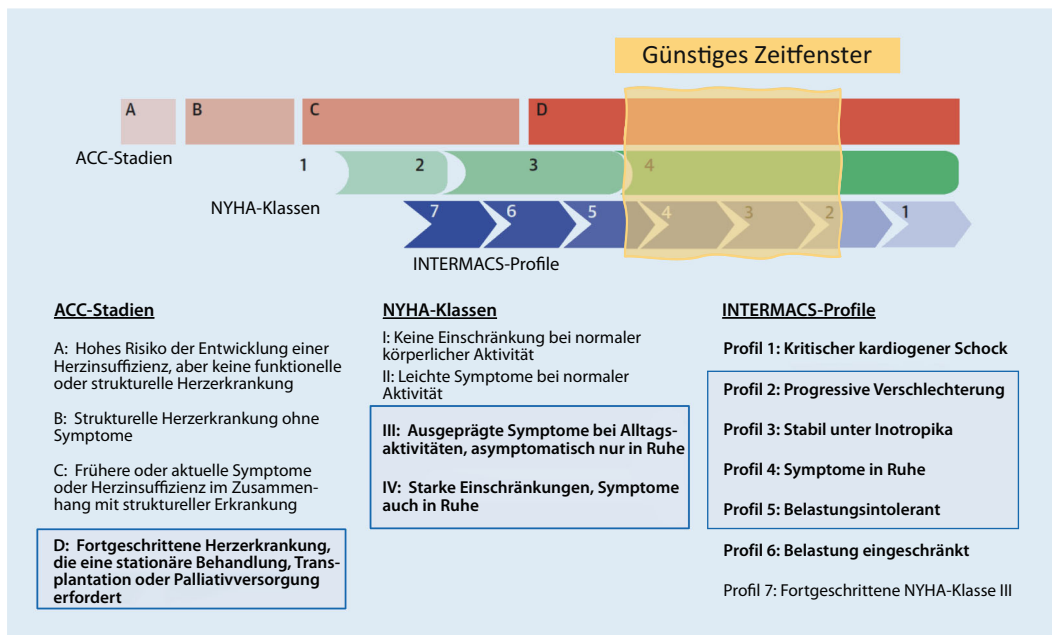 Günstiges Zeitfenster
A
B
C
D
ACC-Stadien
1
2
3
4
NYHA-Klassen
7
6
5
4
3
2
1
INTERMACS-Profile
ACC-Stadien
A: Hohes Risiko der Entwicklung einer
Herzinsuffizienz, aber keine funktionelle
oder strukturelle Herzerkrankung
B: Strukturelle Herzerkrankung ohne
Symptome
C: Frühere oder aktuelle Symptome
oder Herzinsuffizienz im Zusammen-
hang mit struktureller Erkrankung
D: Fortgeschrittene Herzerkrankung,
die eine stationäre Behandlung, Trans-
plantation oder Palliativversorgung
erfordert
NYHA-Klassen
I: Keine Einschränkung bei normaler
körperlicher Aktivität
II: Leichte Symptome bei normaler
Aktivität
III: Ausgeprägte Symptome bei Alltags-
aktivitäten, asymptomatisch nur in Ruhe
IV: Starke Einschränkungen, Symptome
auch in Ruhe
INTERMACS-Profile
Profil 1: Kritischer kardiogener Schock
Profil 2: Progressive Verschlechterung
Profil 3: Stabil unter Inotropika
Profil 4: Symptome in Ruhe
Profil 5: Belastungsintolerant
Profil 6: Belastung eingeschränkt
Profil 7: Fortgeschrittene NYHA-Klasse III